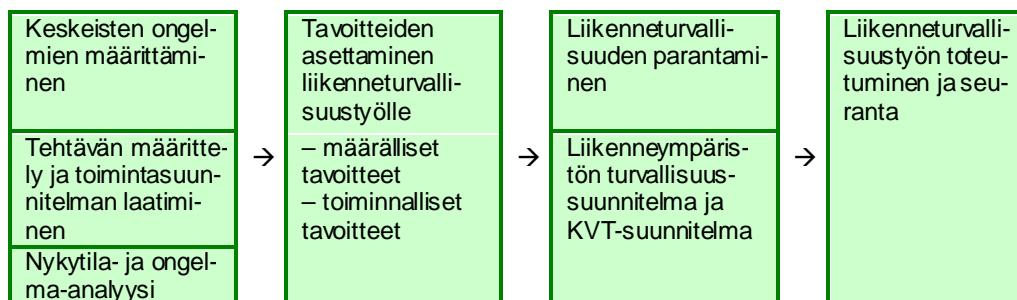 Keskeisten ongel-
mien määrittämi-
nen
Tehtävän määritte-
ly ja toimintasuun-
nitelman laatimi-
nen
Nykytila- ja ongel-
ma-analyysi
→
Tavoitteiden
asettaminen
liikenneturvalli-
suustyölle
– määrälliset
tavoitteet
– toiminnalliset
tavoitteet
→
Liikenneturvalli-
suuden parantami-
nen
Liikenneympäris-
tön turvallisuus-
suunnitelma ja
KVT-suunnitelma
→
Liikenneturvalli-
suustyön toteu-
tuminen ja seu-
ranta